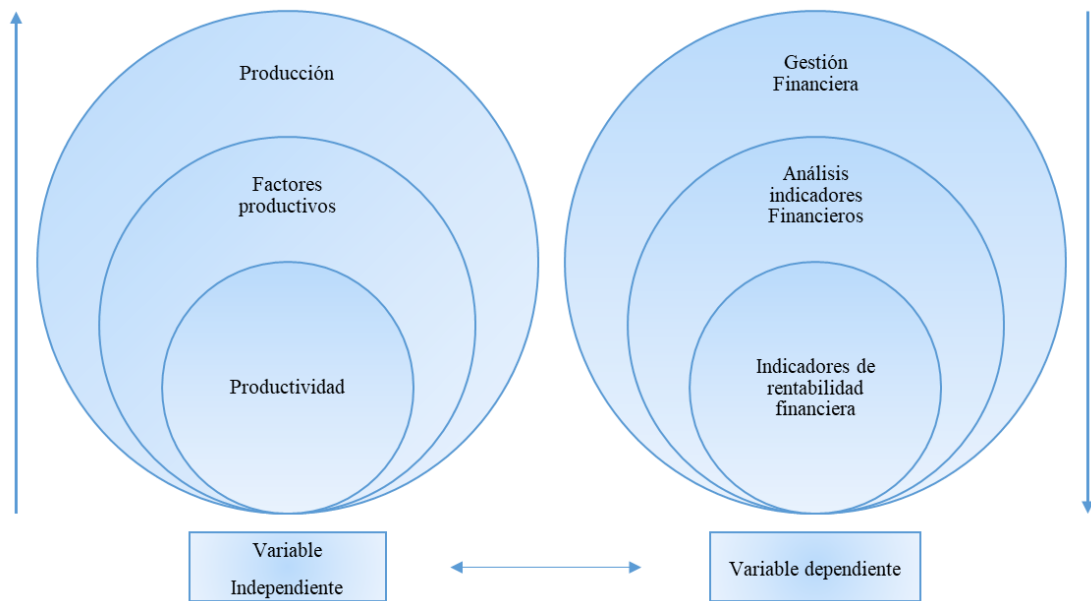 Producción
Factores
productivos
Productividad
Variable
Independiente
Gestión
Financiera
Análisis
indicadores
Financieros
Indicadores de
rentabilidad
financiera
Variable dependiente